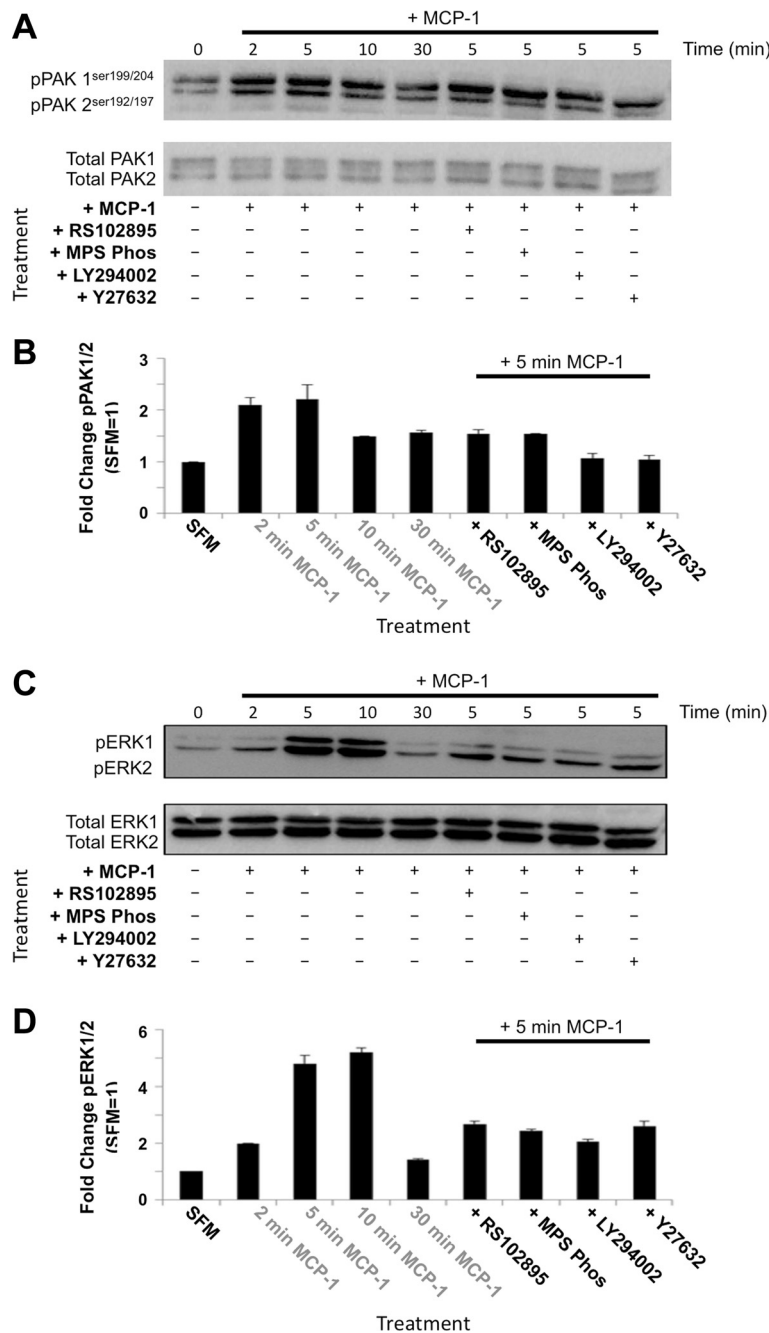 A
+ MCP-1
0 2 5 10 30 5 5 5 5 Time (min)
pPAK 1ser199/204
pPAK 2ser192/197
Total PAK1
Total PAK2
Treatment
+ MCP-1 – + + + + + + + +
+ RS102895 – – – – – + – – –
+ MPS Phos – – – – – – + – –
+ LY294002 – – – – – – – + –
+ Y27632 – – – – – – – – +
B
Fold Change pPAK1/2
(SFM=1)
3
2
1
0
+ 5 min MCP-1
SFM
2 min MCP-1
5 min MCP-1
10 min MCP-1
30 min MCP-1
+ RS102895
+ MPS Phos
+ LY294002
+ Y27632
Treatment
C
+ MCP-1
0 2 5 10 30 5 5 5 5 Time (min)
pERK1
pERK2
Total ERK1
Total ERK2
Treatment
+ MCP-1 – + + + + + + + +
+ RS102895 – – – – – + – – –
+ MPS Phos – – – – – – + – –
+ LY294002 – – – – – – – + –
+ Y27632 – – – – – – – – +
D
Fold Change pERK1/2
(SFM=1)
6
4
2
0
+ 5 min MCP-1
SFM
2 min MCP-1
5 min MCP-1
10 min MCP-1
30 min MCP-1
+ RS102895
+ MPS Phos
+ LY294002
+ Y27632
Treatment